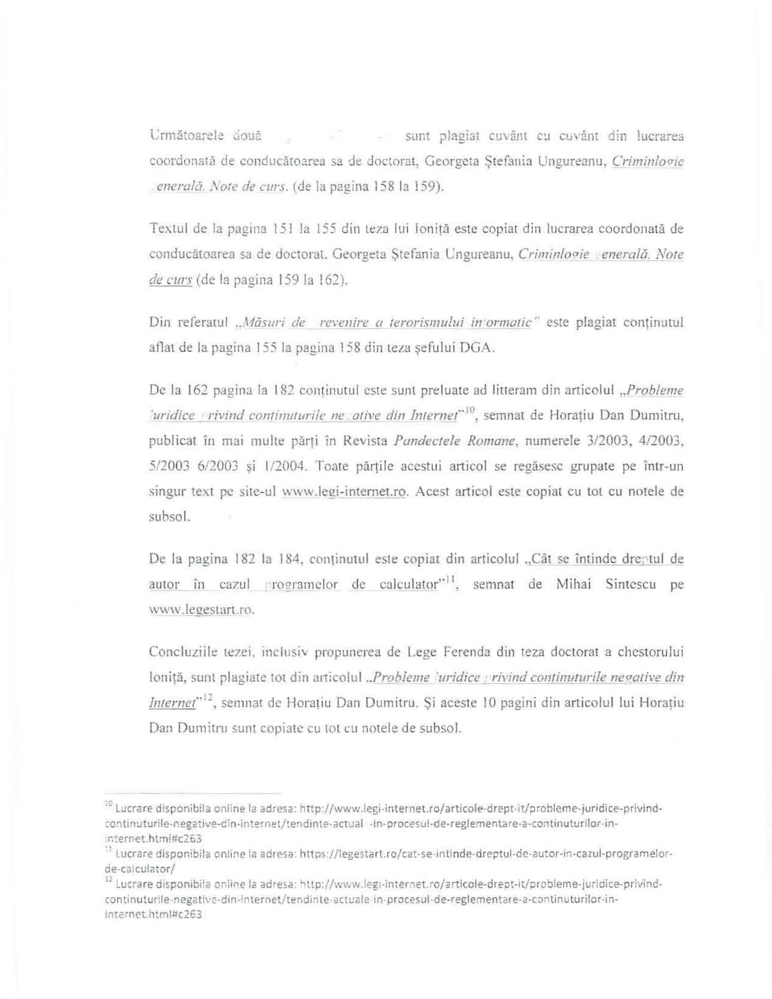 Următoarele două sunt plagiat cuvânt cu cuvânt din lucrarea
coordonată de conducătoarea sa de doctorat, Georgeta Ștefania Ungureanu, Criminlogie
enerală. Note de curs. (de la pagina 158 la 159).
Textul de la pagina 151 la 155 din teza lui Ioniță este copiat din lucrarea coordonată de
conducătoarea sa de doctorat, Georgeta Ștefania Ungureanu, Criminlogie enerală. Note
de curs (de la pagina 159 la 162).
Din referatul „Măsuri de revenire a terorismului in ormatic” este plagiat conținutul
aflat de la pagina 155 la pagina 158 din teza șefului DGA.
De la 162 pagina la 182 conținutul este sunt preluate ad litteram din articolul „Probleme
uridice rivind continuturile ne ative din Internet”10, semnat de Horațiu Dan Dumitru,
publicat în mai multe părți în Revista Pandectele Romane, numerele 3/2003, 4/2003,
5/2003 6/2003 și 1/2004. Toate părțile acestui articol se regăsesc grupate pe într-un
singur text pe site-ul www.legi-internet.ro. Acest articol este copiat cu tot cu notele de
subsol.
De la pagina 182 la 184, conținutul este copiat din articolul „Cât se întinde dre tul de
autor în cazul rogramelor de calculator”11, semnat de Mihai Sintescu pe
www.legestart.ro.
Concluziile tezei, inclusiv propunerea de Lege Ferenda din teza doctorat a chestorului
Ioniță, sunt plagiate tot din articolul „Probleme uridice rivind continuturile negative din
Internet”12, semnat de Horațiu Dan Dumitru. Și aceste 10 pagini din articolul lui Horațiu
Dan Dumitru sunt copiate cu tot cu notele de subsol.
10 Lucrare disponibila online la adresa: http://www.legi-internet.ro/articole-drept-it/probleme-juridice-privind-
continuturile-negative-din-internet/tendinte-actual -in-procesul-de-reglementare-a-continuturilor-in-
internet.html#c263
11 Lucrare disponibila online la adresa: https://legestart.ro/cat-se-intinde-dreptul-de-autor-in-cazul-programelor-
de-calculator/
12 Lucrare disponibila online la adresa: http://www.legi-internet.ro/articole-drept-it/probleme-juridice-privind-
continuturile-negative-din-internet/tendinte-actuale-in-procesul-de-reglementare-a-continuturilor-in-
internet.html#c263